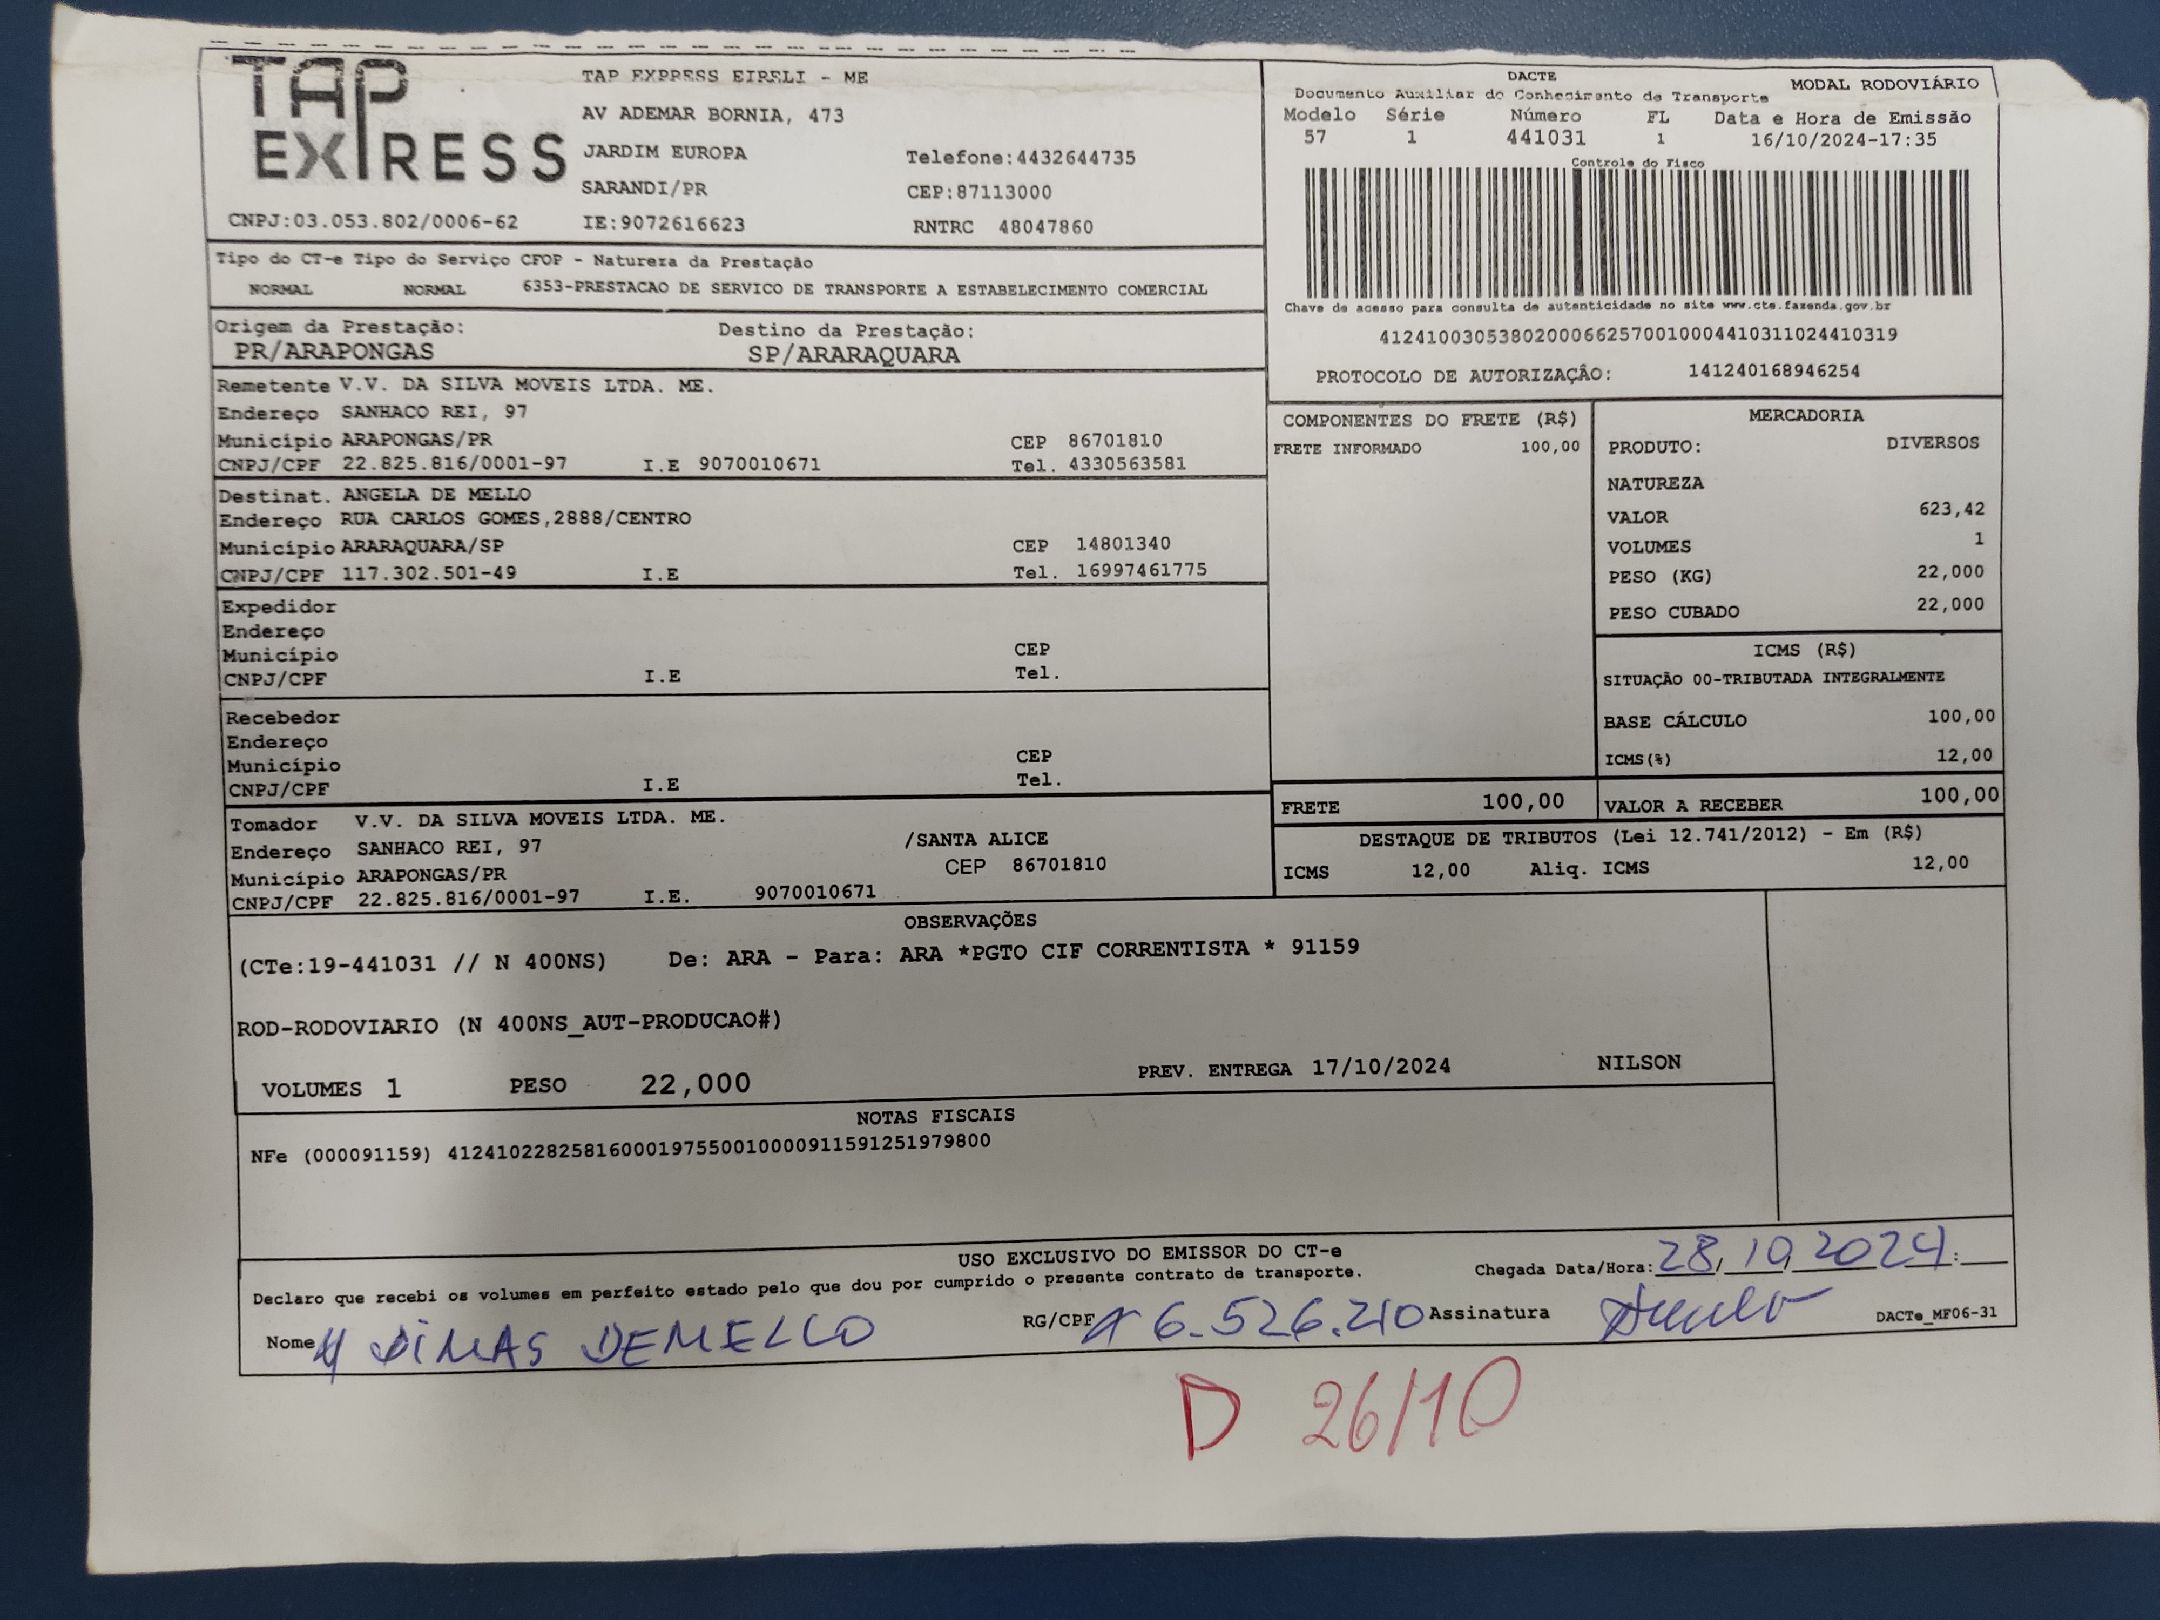 TAP EXPRESS
TAP EXPRESS EIRELI - ME
AV ADEMAR BORNIA, 473
JARDIM EUROPA Telefone:4432644735
SARANDI/PR CEP:87113000
CNPJ:03.053.802/0006-62 IE:9072616623 RNTRC 48047860
DACTE MODAL RODOVIÁRIO
Documento Auxiliar do Conhecimento de Transporte
Modelo Série Número FL Data e Hora de Emissão
57 1 441031 1 16/10/2024-17:35
Controle do Fisco
Chave de acesso para consulta de autenticidade no site www.cte.fazenda.gov.br
41241003053802000662570010004410311024410319
PROTOCOLO DE AUTORIZAÇÂO: 141240168946254
Tipo do CT-e Tipo do Serviço CFOP - Natureza da Prestação
NORMAL NORMAL 6353-PRESTACAO DE SERVICO DE TRANSPORTE A ESTABELECIMENTO COMERCIAL
Origem da Prestação: Destino da Prestação:
PR/ARAPONGAS SP/ARARAQUARA
Remetente V.V. DA SILVA MOVEIS LTDA. ME.
Endereço SANHACO REI, 97
Município ARAPONGAS/PR CEP 86701810
CNPJ/CPF 22.825.816/0001-97 I.E 9070010671 Tel. 4330563581
Destinat. ANGELA DE MELLO
Endereço RUA CARLOS GOMES,2888/CENTRO
Município ARARAQUARA/SP CEP 14801340
CNPJ/CPF 117.302.501-49 I.E Tel. 16997461775
Expedidor
Endereço
Município CEP
CNPJ/CPF I.E Tel.
Recebedor
Endereço
Município CEP
CNPJ/CPF I.E Tel.
Tomador V.V. DA SILVA MOVEIS LTDA. ME.
Endereço SANHACO REI, 97 /SANTA ALICE
Município ARAPONGAS/PR CEP 86701810
CNPJ/CPF 22.825.816/0001-97 I.E. 9070010671
COMPONENTES DO FRETE (R$)
FRETE INFORMADO 100,00
MERCADORIA
PRODUTO: DIVERSOS
NATUREZA
VALOR 623,42
VOLUMES 1
PESO (KG) 22,000
PESO CUBADO 22,000
ICMS (R$)
SITUAÇÃO 00-TRIBUTADA INTEGRALMENTE
BASE CÁLCULO 100,00
ICMS(%) 12,00
FRETE 100,00 VALOR A RECEBER 100,00
DESTAQUE DE TRIBUTOS (Lei 12.741/2012) - Em (R$)
ICMS 12,00 Aliq. ICMS 12,00
OBSERVAÇÕES
(CTe:19-441031 // N 400NS) De: ARA - Para: ARA *PGTO CIF CORRENTISTA * 91159
ROD-RODOVIARIO (N 400NS_AUT-PRODUCAO#)
VOLUMES 1 PESO 22,000 PREV. ENTREGA 17/10/2024 NILSON
NOTAS FISCAIS
NFe (000091159) 41241022825816000197550010000911591251979800
USO EXCLUSIVO DO EMISSOR DO CT-e
Declaro que recebi os volumes em perfeito estado pelo que dou por cumprido o presente contrato de transporte. Chegada Data/Hora: 28/10/2024 :
Nome DIMAS DEMELLO RG/CPF 6.526.210 Assinatura DACTe_MF06-31
D 26/10